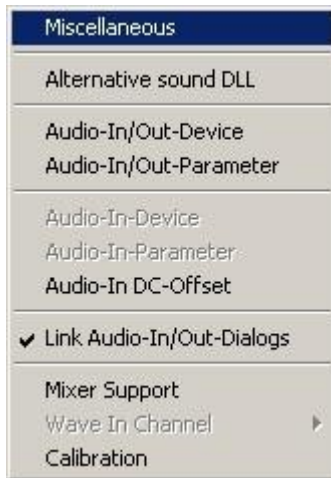 Miscellaneous
Alternative sound DLL
Audio-In/Out-Device
Audio-In/Out-Parameter
Audio-In-Device
Audio-In-Parameter
Audio-In DC-Offset
Link Audio-In/Out-Dialogs
Mixer Support
Wave In Channel
Calibration